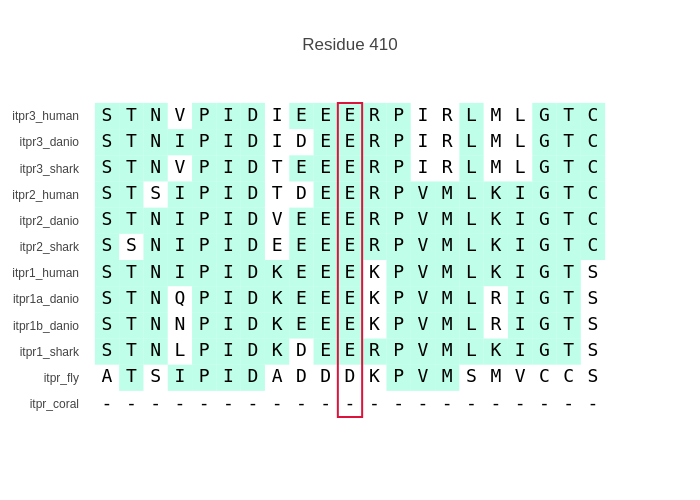 Residue 410
itpr3_human S T N V P I D I E E E R P I R L M L G T C
itpr3_danio S T N I P I D I D E E R P I R L M L G T C
itpr3_shark S T N V P I D T E E E R P I R L M L G T C
itpr2_human S T S I P I D T D E E R P V M L K I G T C
itpr2_danio S T N I P I D V E E E R P V M L K I G T C
itpr2_shark S S N I P I D E E E E R P V M L K I G T C
itpr1_human S T N I P I D K E E E K P V M L K I G T S
itpr1a_danio S T N Q P I D K E E E K P V M L R I G T S
itpr1b_danio S T N N P I D K E E E K P V M L R I G T S
itpr1_shark S T N L P I D K D E E R P V M L K I G T S
itpr_fly A T S I P I D A D D D K P V M S M V C C S
itpr_coral - - - - - - - - - - - - - - - - - - - - -